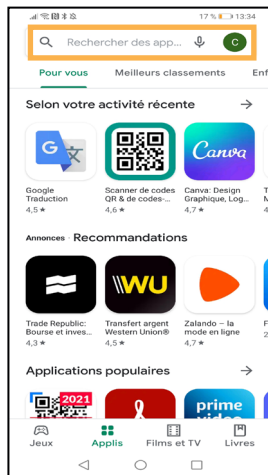 17 % 13:34
Rechercher des app... C
Pour vous Meilleurs classements Enf
Selon votre activité récente
G
Canva
Google
Traduction
4,5 ★
Scanner de codes
QR & de codes-...
4,6 ★
Canva: Design
Graphique, Log...
4,7 ★
Annonces · Recommandations
WU
Trade Republic:
Bourse et inves...
4,3 ★
Transfert argent
Western Union®
4,5 ★
Zalando – la
mode en ligne
4,7 ★
Applications populaires
2021
prime
video
Jeux Applis Films et TV Livres